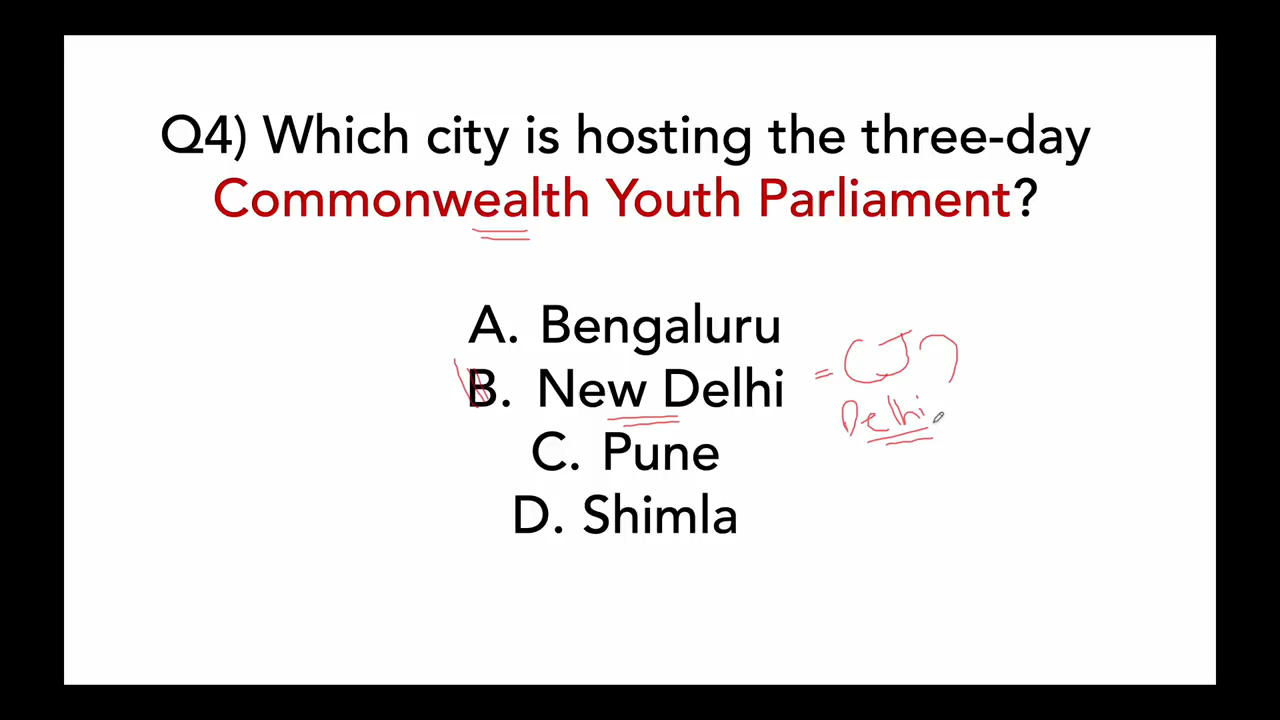 Q4) Which city is hosting the three-day
Commonwealth Youth Parliament?
A. Bengaluru
B. New Delhi
Delhi
C. Pune
D. Shimla